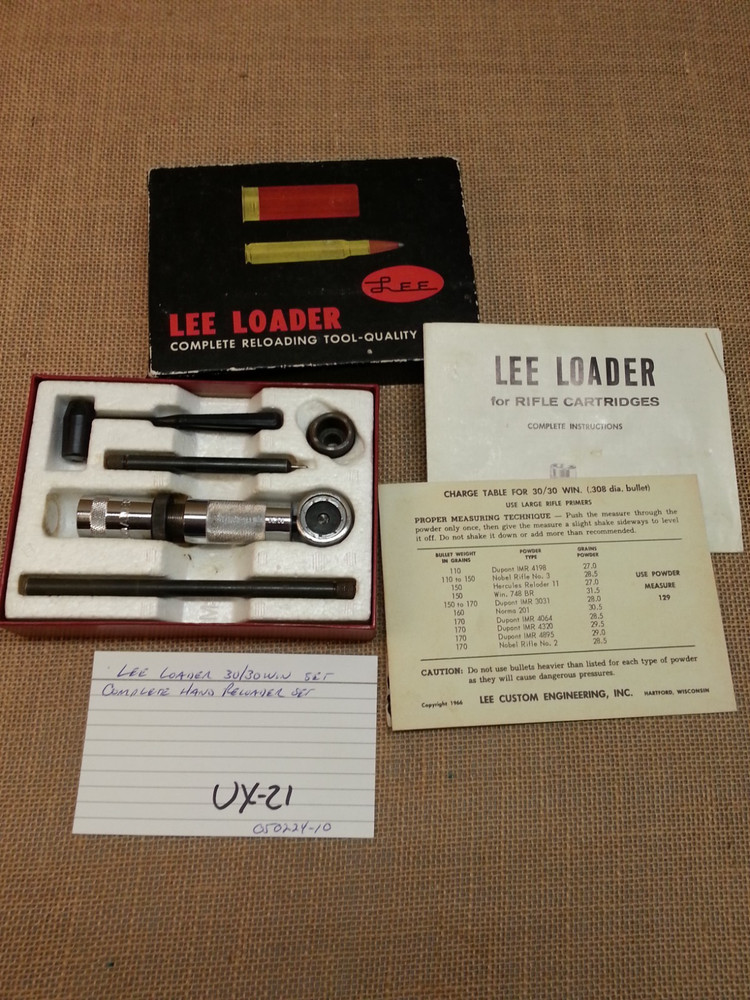 LEE
LEE LOADER
COMPLETE RELOADING TOOL-QUALITY
LEE LOADER
for RIFLE CARTRIDGES
COMPLETE INSTRUCTIONS
CHARGE TABLE FOR 30/30 WIN. (.308 dia. bullet)
USE LARGE RIFLE PRIMERS
PROPER MEASURING TECHNIQUE — Push the measure through the
powder only once, then give the measure a slight shake sideways to level
it off. Do not shake it down or add more than recommended.
BULLET WEIGHT IN GRAINS POWDER TYPE GRAINS POWDER
110 Dupont IMR 4198 27.0
110 to 150 Nobel Rifle No. 3 28.5
150 Hercules Reloder 11 27.0
150 Win. 748 BR 31.5
150 to 170 Dupont IMR 3031 28.0
160 Norma 201 30.5
170 Dupont IMR 4064 28.5
170 Dupont IMR 4320 29.5
170 Dupont IMR 4895 29.0
170 Nobel Rifle No. 2 28.5
USE POWDER
MEASURE
129
CAUTION: Do not use bullets heavier than listed for each type of powder
as they will cause dangerous pressures.
Copyright 1966 LEE CUSTOM ENGINEERING, INC. HARTFORD, WISCONSIN
LEE LOADER 30/30 WIN SET
COMPLETE HAND RELOADER SET
UX-21
050224-10